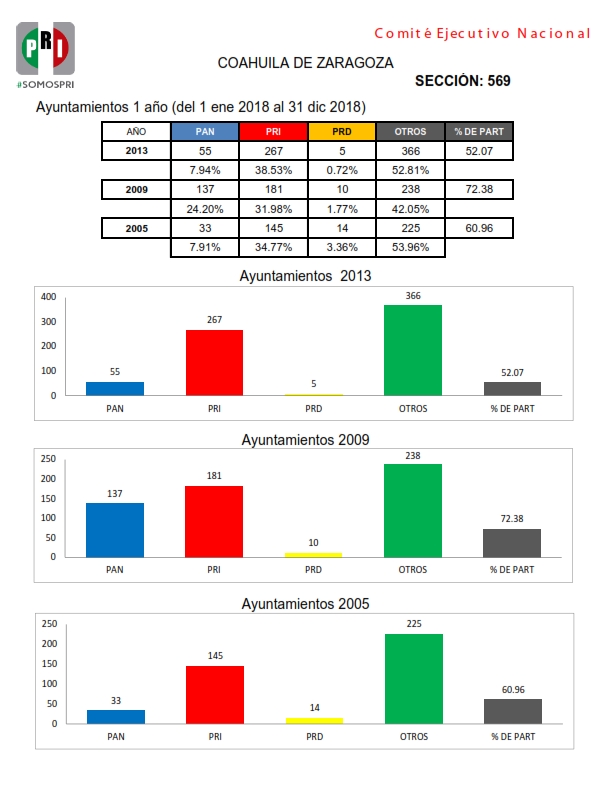 Comité Ejecutivo Nacional
PRI
#SOMOSPRI
COAHUILA DE ZARAGOZA
SECCIÓN: 569
Ayuntamientos 1 año (del 1 ene 2018 al 31 dic 2018)
AÑO PAN PRI PRD OTROS % DE PART
2013 55 267 5 366 52.07
7.94% 38.53% 0.72% 52.81%
2009 137 181 10 238 72.38
24.20% 31.98% 1.77% 42.05%
2005 33 145 14 225 60.96
7.91% 34.77% 3.36% 53.96%
Ayuntamientos 2013
400
300
200
100
0
55
267
5
366
52.07
PAN PRI PRD OTROS % DE PART
Ayuntamientos 2009
250
200
150
100
50
0
137
181
10
238
72.38
PAN PRI PRD OTROS % DE PART
Ayuntamientos 2005
250
200
150
100
50
0
33
145
14
225
60.96
PAN PRI PRD OTROS % DE PART